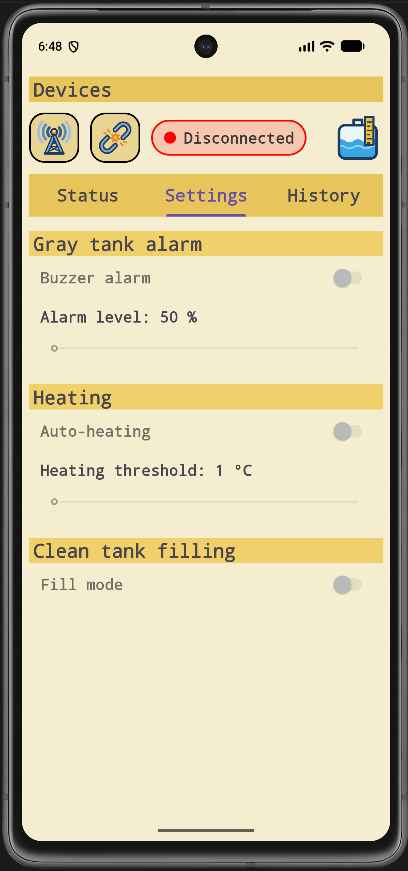 6:48
Devices
Disconnected
Status Settings History
Gray tank alarm
Buzzer alarm
Alarm level: 50 %
Heating
Auto-heating
Heating threshold: 1 °C
Clean tank filling
Fill mode